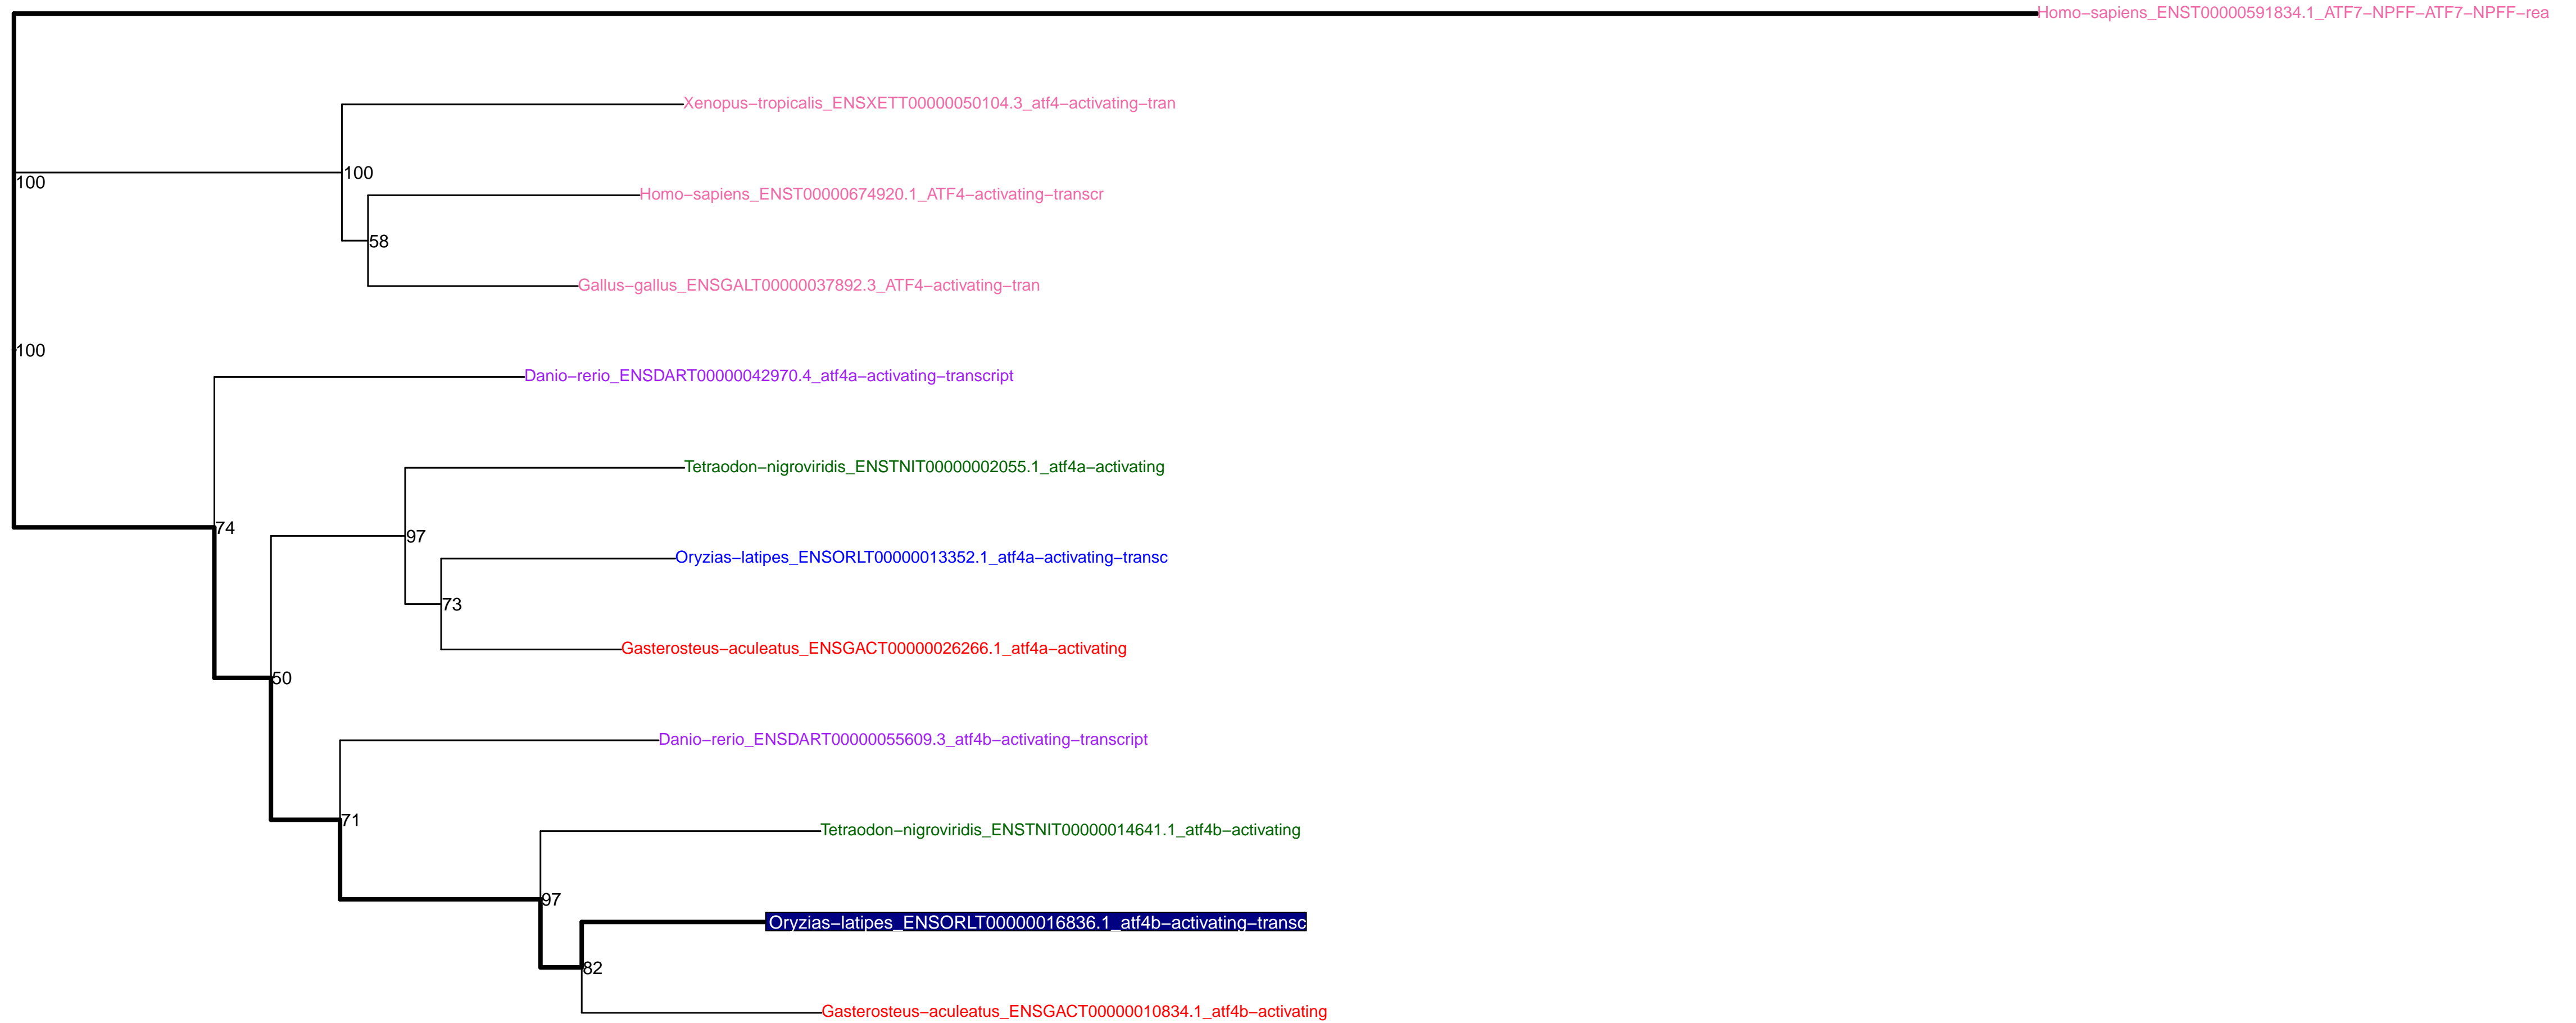 Homo−sapiens_ENST00000591834.1_ATF7−NPFF−ATF7−NPFF−rea
Xenopus−tropicalis_ENSXETT00000050104.3_atf4−activating−tran
100
100
Homo−sapiens_ENST00000674920.1_ATF4−activating−transcr
58
Gallus−gallus_ENSGALT00000037892.3_ATF4−activating−tran
100
Danio−rerio_ENSDART00000042970.4_atf4a−activating−transcript
Tetraodon−nigroviridis_ENSTNIT00000002055.1_atf4a−activating
74
97
Oryzias−latipes_ENSORLT00000013352.1_atf4a−activating−transc
73
Gasterosteus−aculeatus_ENSGACT00000026266.1_atf4a−activating
50
Danio−rerio_ENSDART00000055609.3_atf4b−activating−transcript
71
Tetraodon−nigroviridis_ENSTNIT00000014641.1_atf4b−activating
97
Oryzias−latipes_ENSORLT00000016836.1_atf4b−activating−transc
82
Gasterosteus−aculeatus_ENSGACT00000010834.1_atf4b−activating